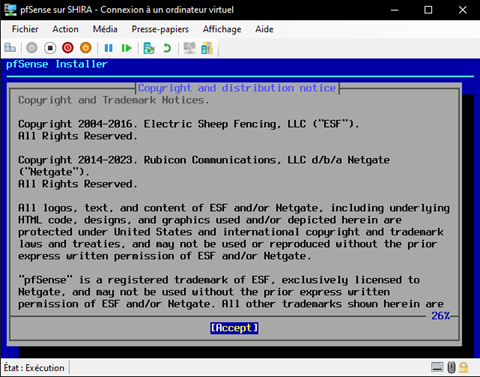 pfSense sur SHIRA - Connexion à un ordinateur virtuel
Fichier Action Média Presse-papiers Affichage Aide
pfSense Installer
Copyright and distribution notice
Copyright and Trademark Notices.
Copyright 2004-2016. Electric Sheep Fencing, LLC ("ESF").
All Rights Reserved.
Copyright 2014-2023. Rubicon Communications, LLC d/b/a Netgate
("Netgate").
All Rights Reserved.
All logos, text, and content of ESF and/or Netgate, including underlying
HTML code, designs, and graphics used and/or depicted herein are
protected under United States and international copyright and trademark
laws and treaties, and may not be used or reproduced without the prior
express written permission of ESF and/or Netgate.
"pfSense" is a registered trademark of ESF, exclusively licensed to
Netgate, and may not be used without the prior express written
permission of ESF and/or Netgate. All other trademarks shown herein are
26%
[Accept]
État : Exécution